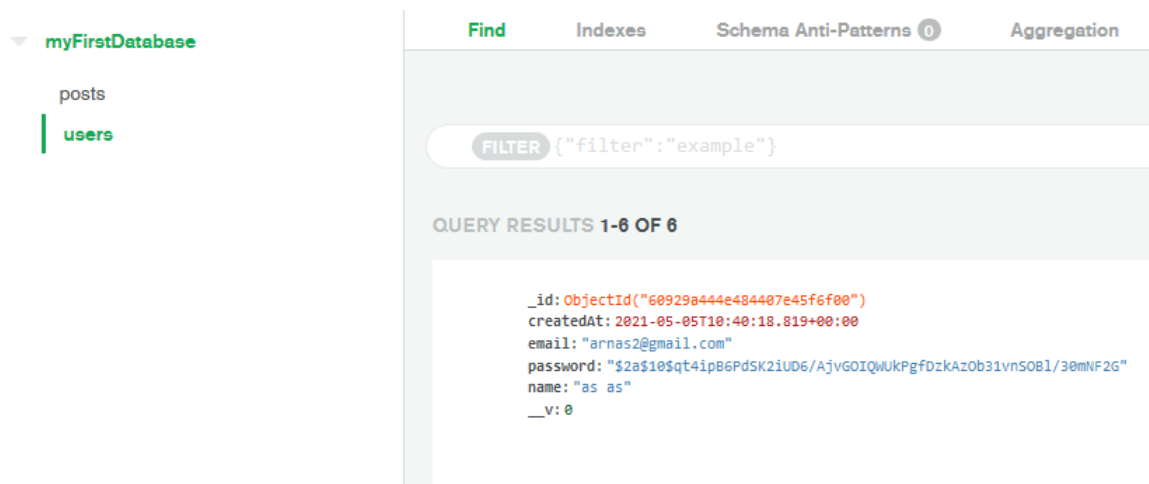 myFirstDatabase
posts
users
Find Indexes Schema Anti-Patterns 0 Aggregation
FILTER {"filter":"example"}
QUERY RESULTS 1-6 OF 6
_id: ObjectId("60929a444e484407e45f6f00")
createdAt: 2021-05-05T10:40:18.819+00:00
email: "arnas2@gmail.com"
password: "$2a$10$qt4ipB6PdSK2iUD6/AjvGOIQWUkPgfDzkAzOb31vnSOBl/30mNF2G"
name: "as as"
__v: 0